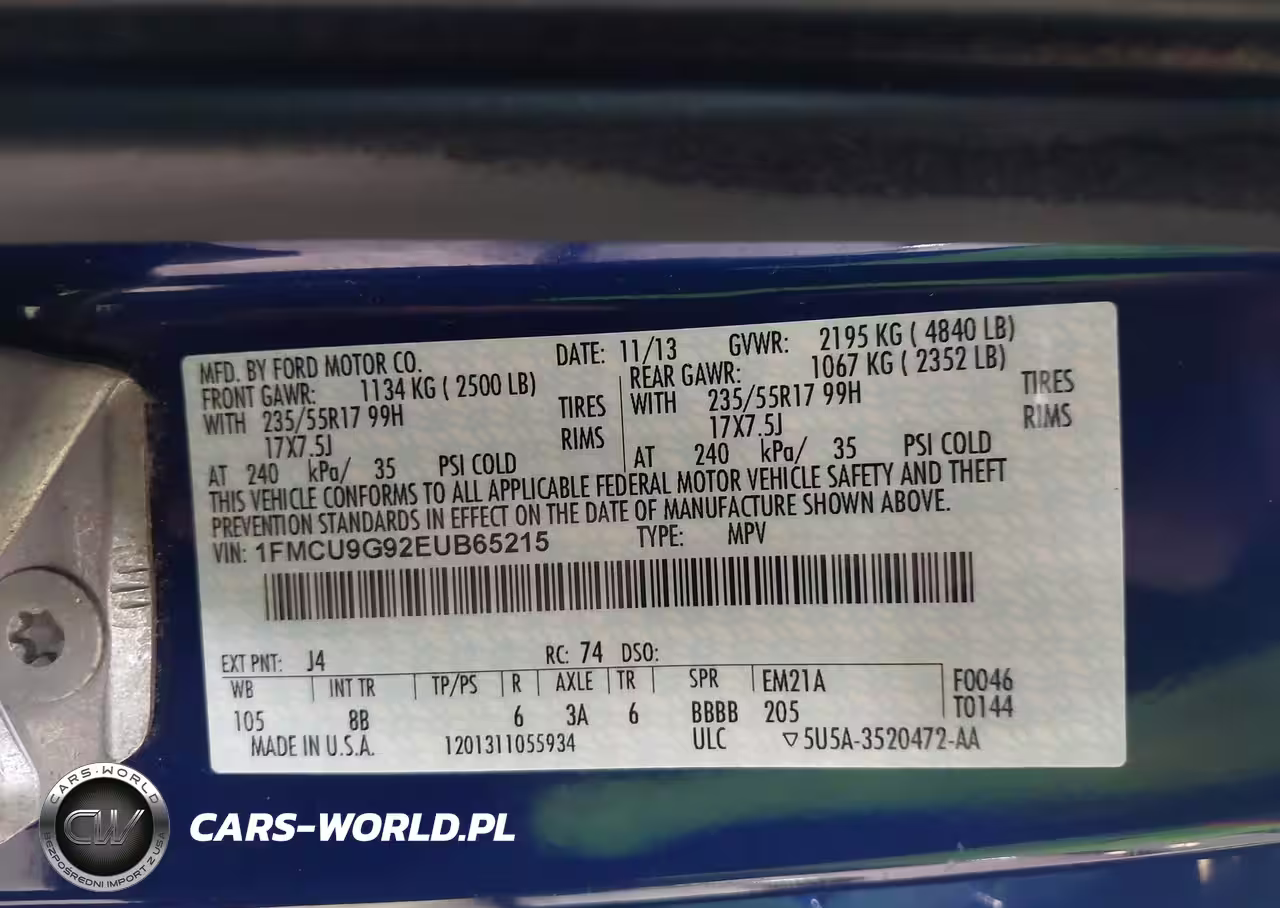 MFD. BY FORD MOTOR CO. DATE: 11/13 GVWR: 2195 KG ( 4840 LB)
FRONT GAWR: 1134 KG ( 2500 LB) REAR GAWR: 1067 KG ( 2352 LB)
WITH 235/55R17 99H TIRES WITH 235/55R17 99H TIRES
17X7.5J RIMS 17X7.5J RIMS
AT 240 kPa/ 35 PSI COLD AT 240 kPa/ 35 PSI COLD
THIS VEHICLE CONFORMS TO ALL APPLICABLE FEDERAL MOTOR VEHICLE SAFETY AND THEFT
PREVENTION STANDARDS IN EFFECT ON THE DATE OF MANUFACTURE SHOWN ABOVE.
VIN: 1FMCU9G92EUB65215 TYPE: MPV
EXT PNT: J4 RC: 74 DSO:
WB INT TR TP/PS R AXLE TR SPR EM21A F0046
105 8B 6 3A 6 BBBB 205 T0144
MADE IN U.S.A. 1201311055934 ULC ▽5U5A-3520472-AA
CARS-WORLD
CW
BEZPOŚREDNI IMPORT Z USA
CARS-WORLD.PL